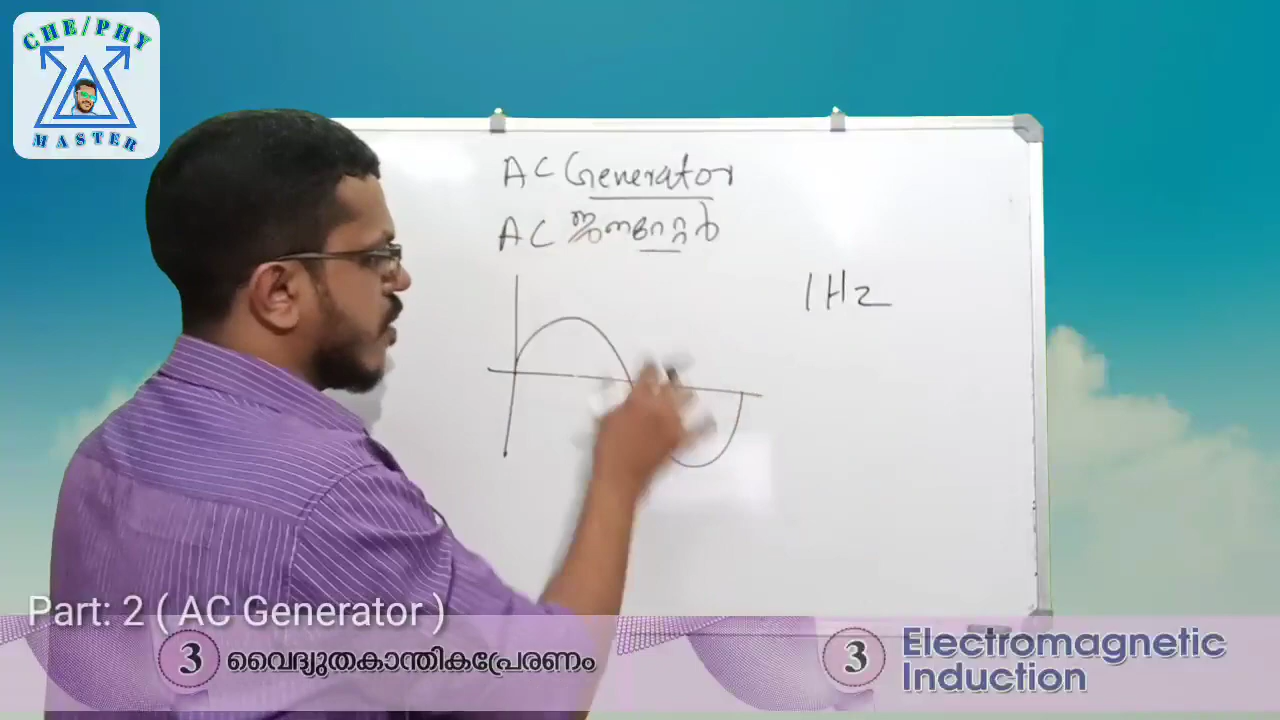 CHE/PHY
MASTER
AC Generator
AC ജനറേറ്റർ
1Hz
Part: 2 ( AC Generator )
3 വൈദ്യുതകാന്തികപ്രേരണം
3 Electromagnetic
Induction